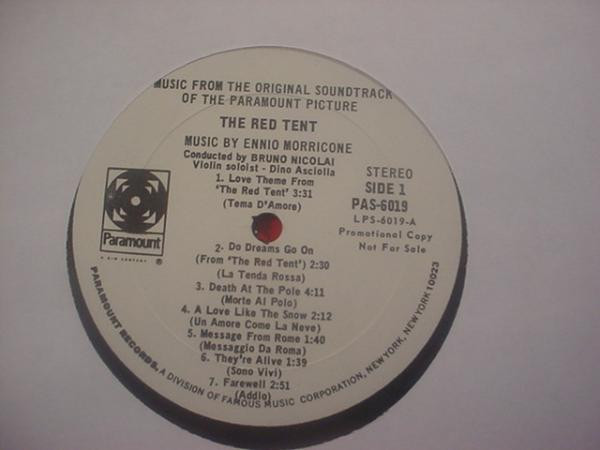 MUSIC FROM THE ORIGINAL SOUNDTRACK
OF THE PARAMOUNT PICTURE
THE RED TENT
MUSIC BY ENNIO MORRICONE
Conducted by BRUNO NICOLAI
Violin soloist - Dino Asciolla
1. Love Theme From
'The Red Tent' 3:31
(Tema D'Amore)
STEREO
SIDE 1
PAS-6019
LPS-6019-A
Promotional Copy
Not For Sale
Paramount
A G+W COMPANY
®
2. Do Dreams Go On
(From 'The Red Tent') 2:30
(La Tenda Rossa)
3. Death At The Pole 4:11
(Morte Al Polo)
4. A Love Like The Snow 2:12
(Un Amore Come La Neve)
5. Message From Rome 1:40
(Messaggio Da Roma)
6. They're Alive 1:39
(Sono Vivi)
7. Farewell 2:51
(Addio)
PARAMOUNT RECORDS, A DIVISION OF FAMOUS MUSIC CORPORATION, NEW YORK, NEW YORK 10023